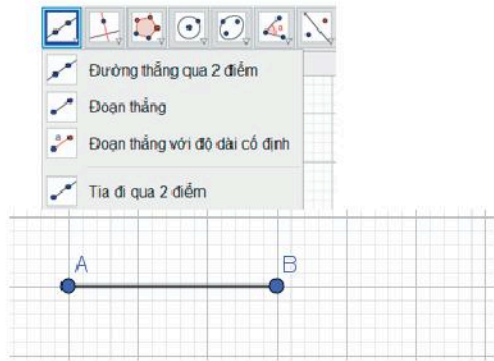 Đường thẳng qua 2 điểm
Đoạn thẳng
Đoạn thẳng với độ dài cố định
Tia đi qua 2 điểm
A B